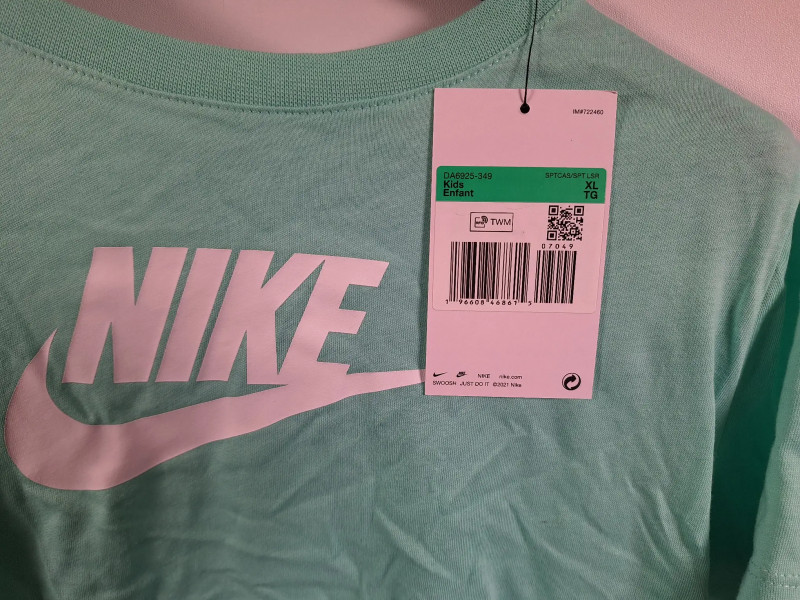 NIKE
IM#722460
DA6925-349 SPTCAS/SPT LSR
Kids XL
Enfant TG
TWM
07049
1 96608 46861 5
NIKE nike.com
SWOOSH JUST DO IT ©2021 Nike